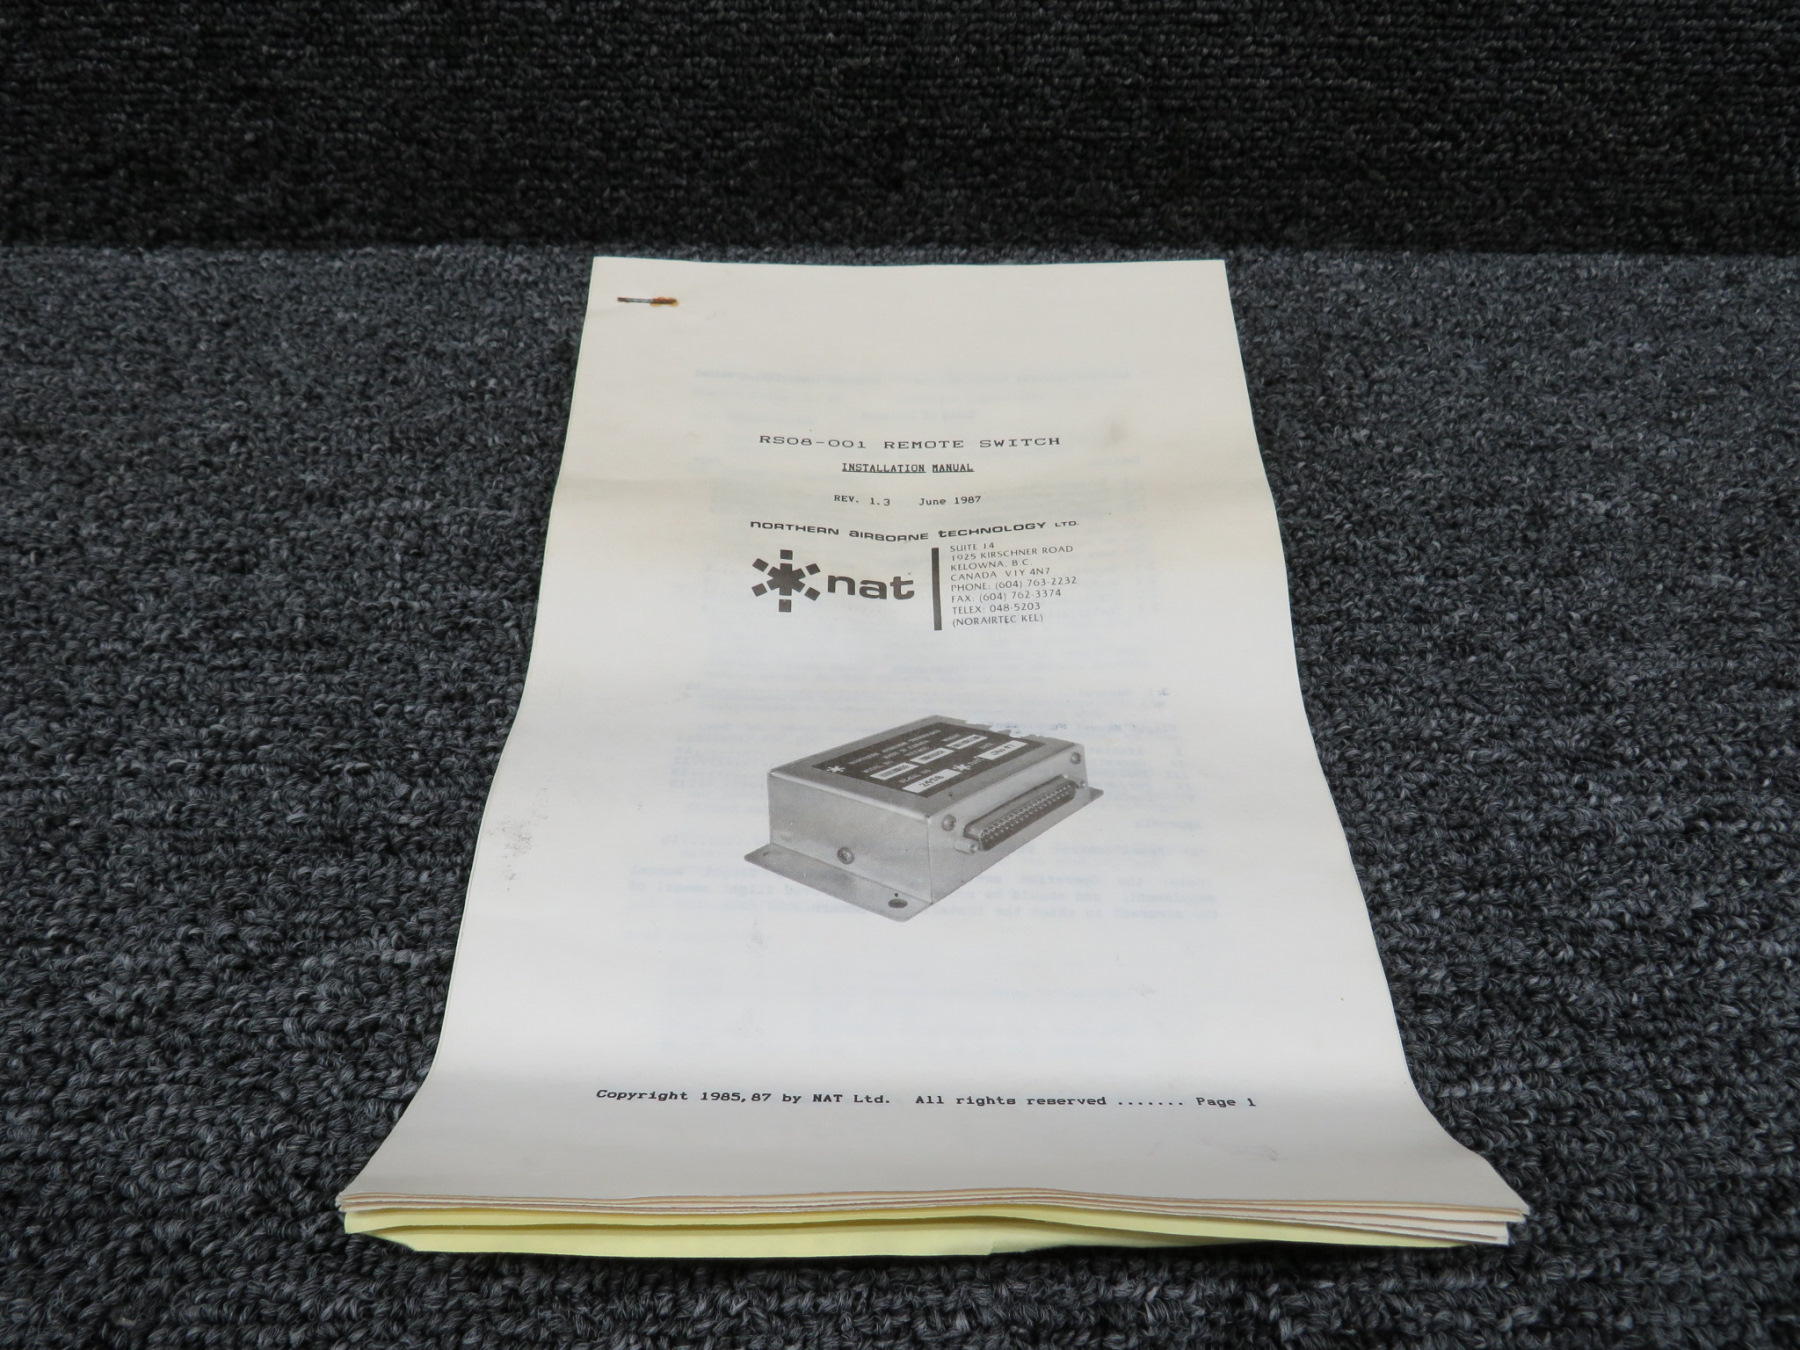 RS08-001 REMOTE SWITCH
INSTALLATION MANUAL
REV. 1.3 June 1987
NORTHERN AIRBORNE TECHNOLOGY LTD.
nat
SUITE 14
1925 KIRSCHNER ROAD
KELOWNA, B.C.
CANADA V1Y 4N7
PHONE: (604) 763-2232
FAX: (604) 762-3374
TELEX: 048-5203
(NORAIRTEC KEL)
Copyright 1985,87 by NAT Ltd. All rights reserved ....... Page 1